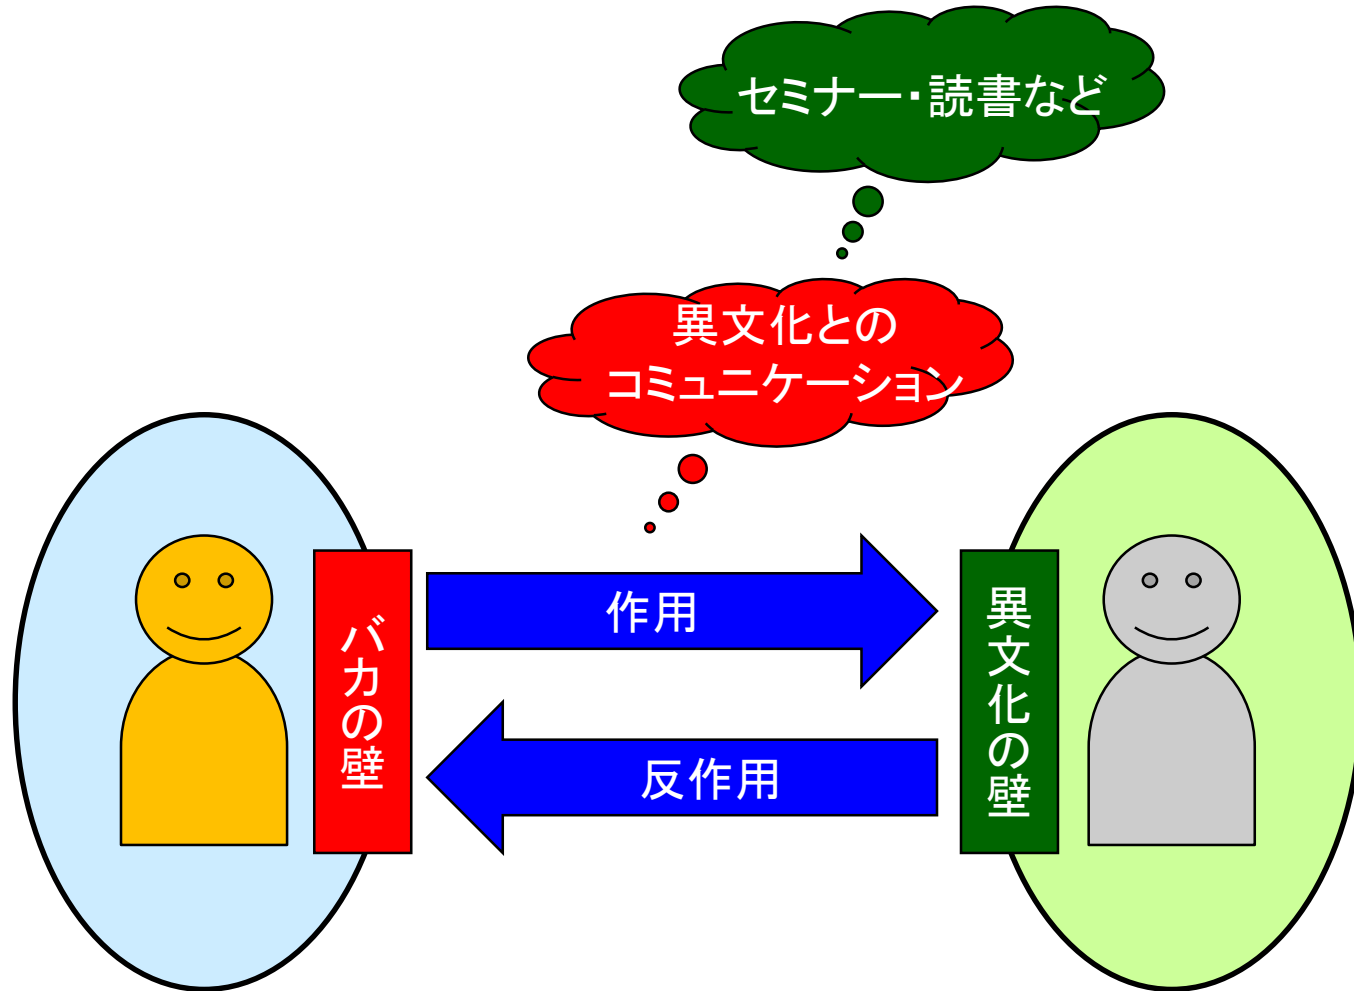 セミナー・読書など
異文化との
コミュニケーション
バカの壁
作用
反作用
異文化の壁